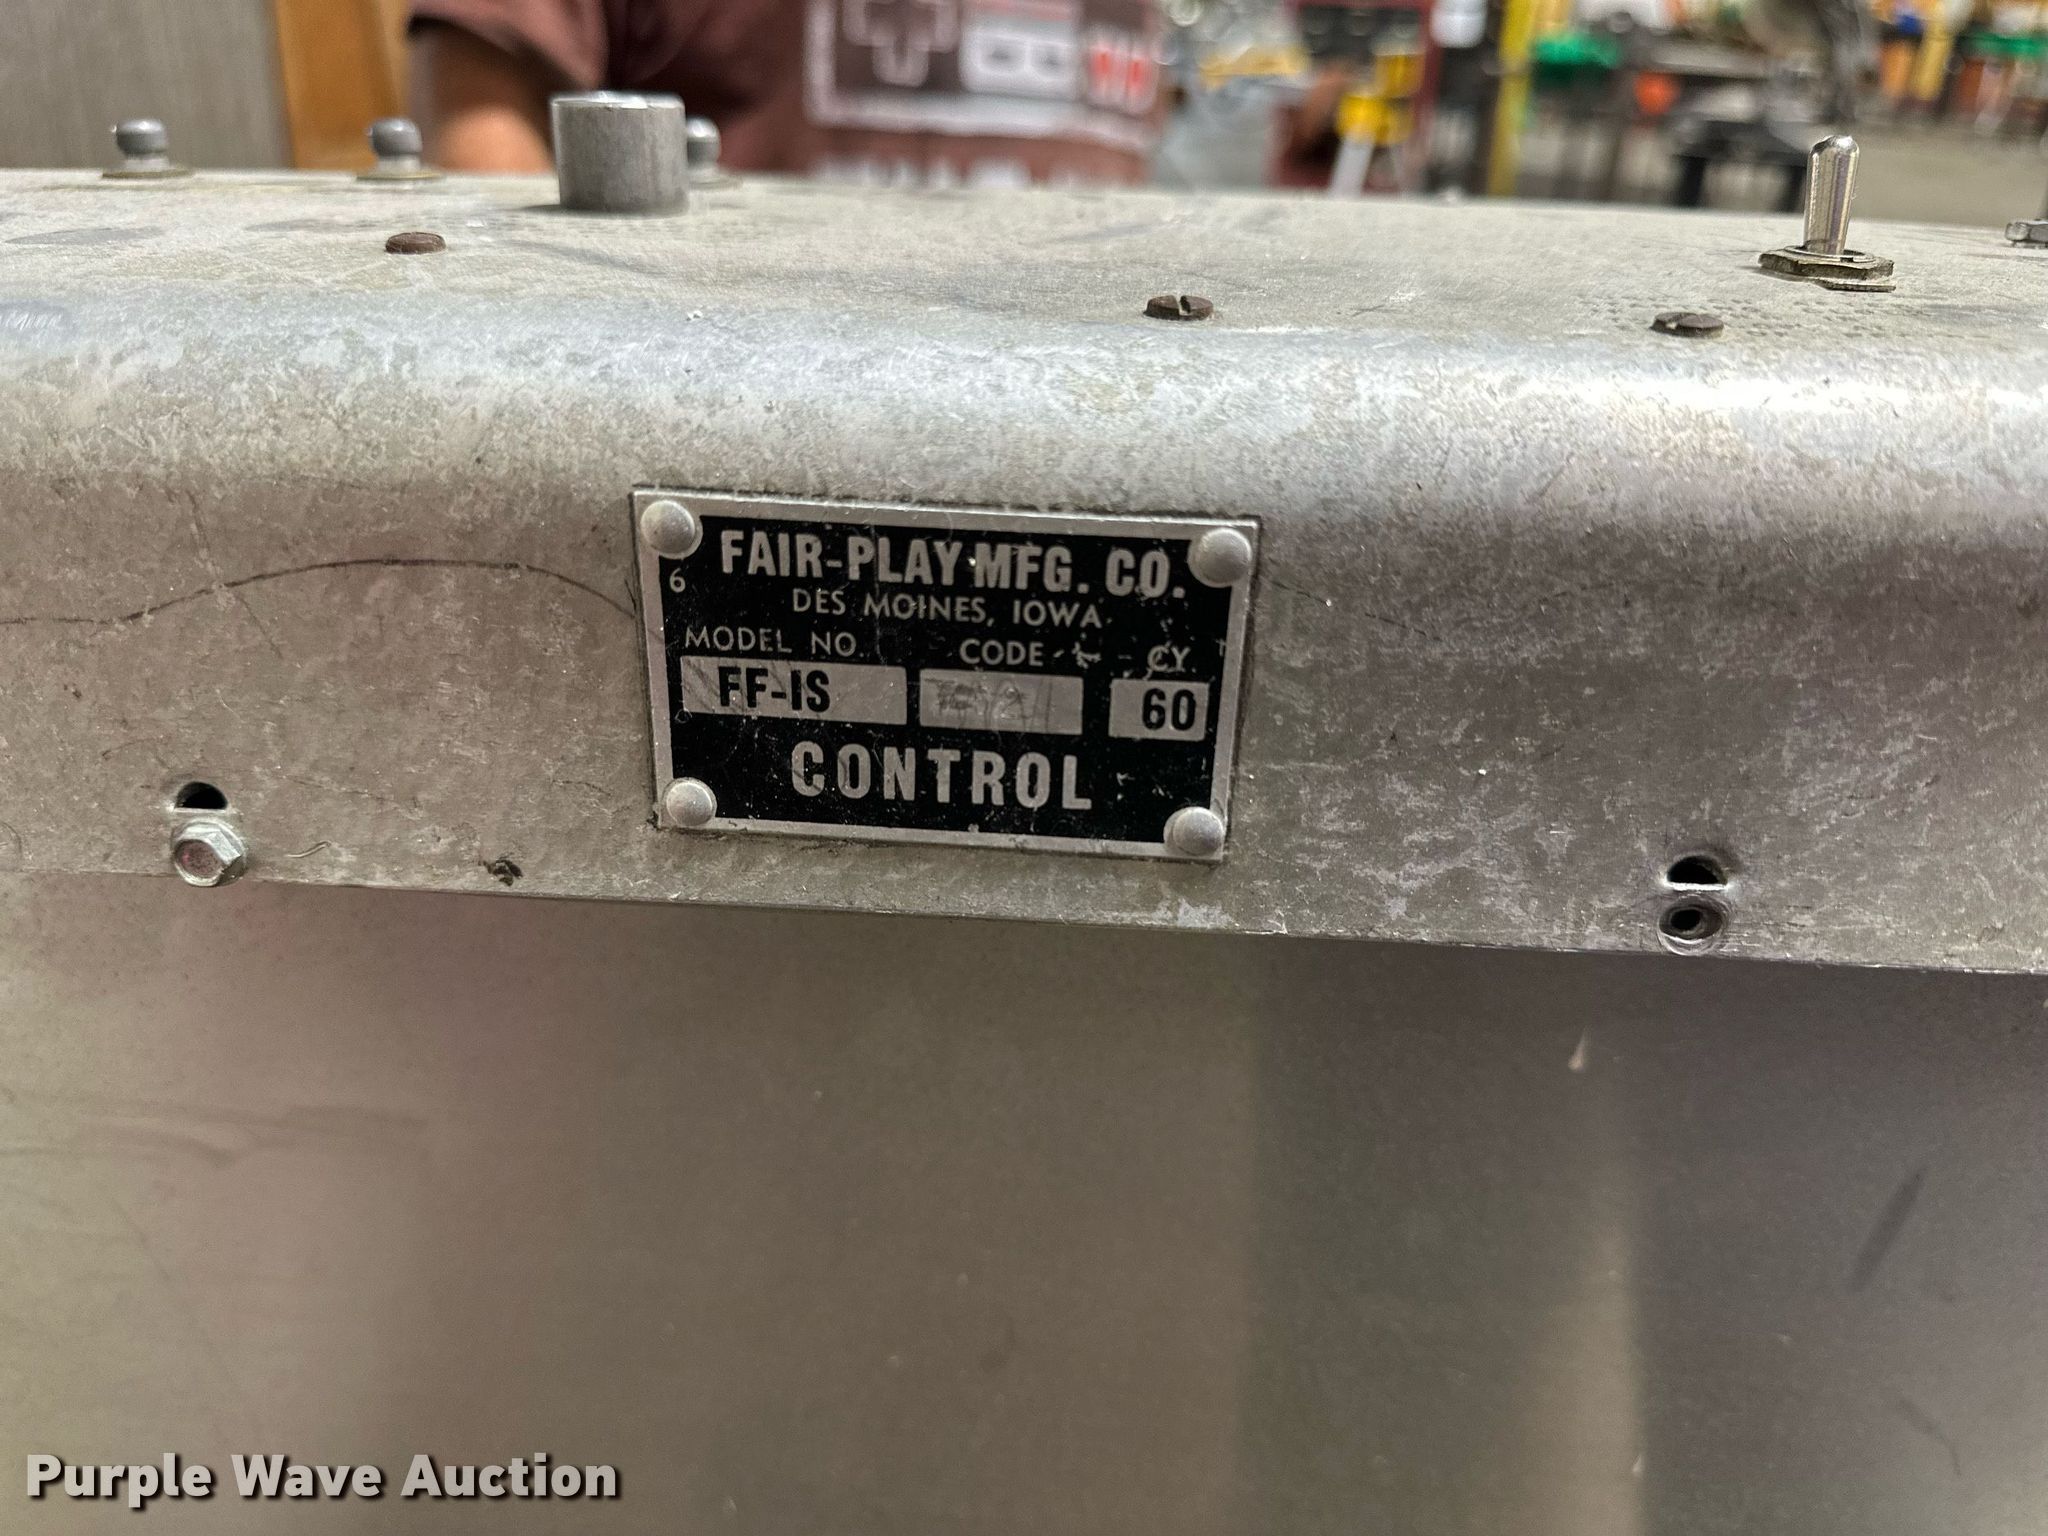 FAIR-PLAY MFG. CO.
6
DES MOINES, IOWA
MODEL NO. CODE CY.
FF-IS 60
CONTROL
Purple Wave Auction